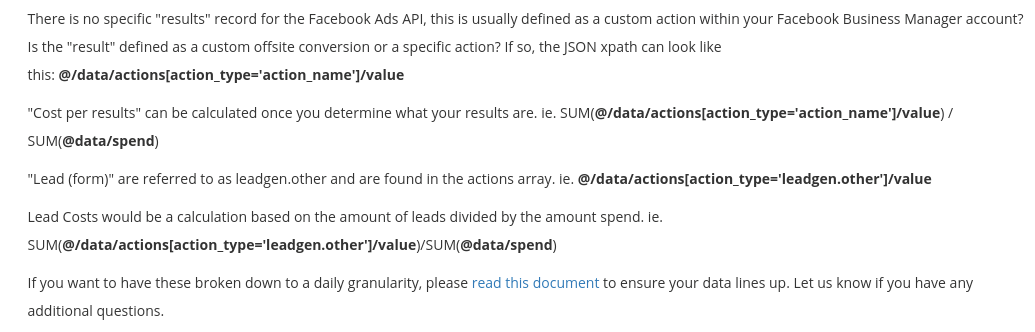 There is no specific "results" record for the Facebook Ads API, this is usually defined as a custom action within your Facebook Business Manager account?
Is the "result" defined as a custom offsite conversion or a specific action? If so, the JSON xpath can look like
this: @/data/actions[action_type='action_name']/value
"Cost per results" can be calculated once you determine what your results are. ie. SUM(@/data/actions[action_type='action_name']/value) /
SUM(@data/spend)
"Lead (form)" are referred to as leadgen.other and are found in the actions array. ie. @/data/actions[action_type='leadgen.other']/value
Lead Costs would be a calculation based on the amount of leads divided by the amount spend. ie.
SUM(@/data/actions[action_type='leadgen.other']/value)/SUM(@data/spend)
If you want to have these broken down to a daily granularity, please read this document to ensure your data lines up. Let us know if you have any
additional questions.